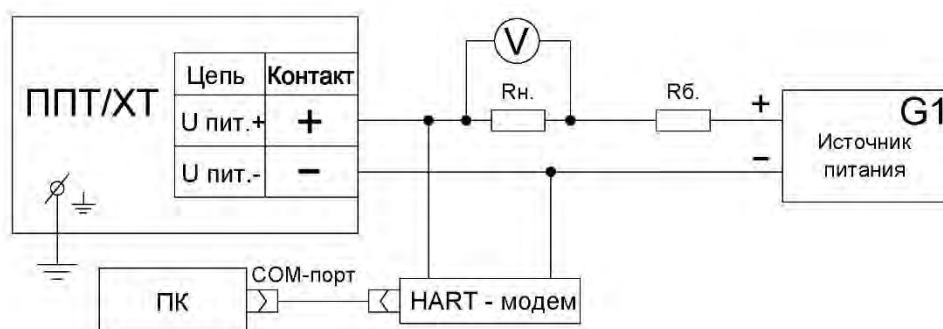 ППТ/ХТ
Цепь Контакт
U пит.+ +
U пит.- −
V
Rн.
Rб.
+
−
G1
Источник
питания
COM-порт
ПК
HART - модем